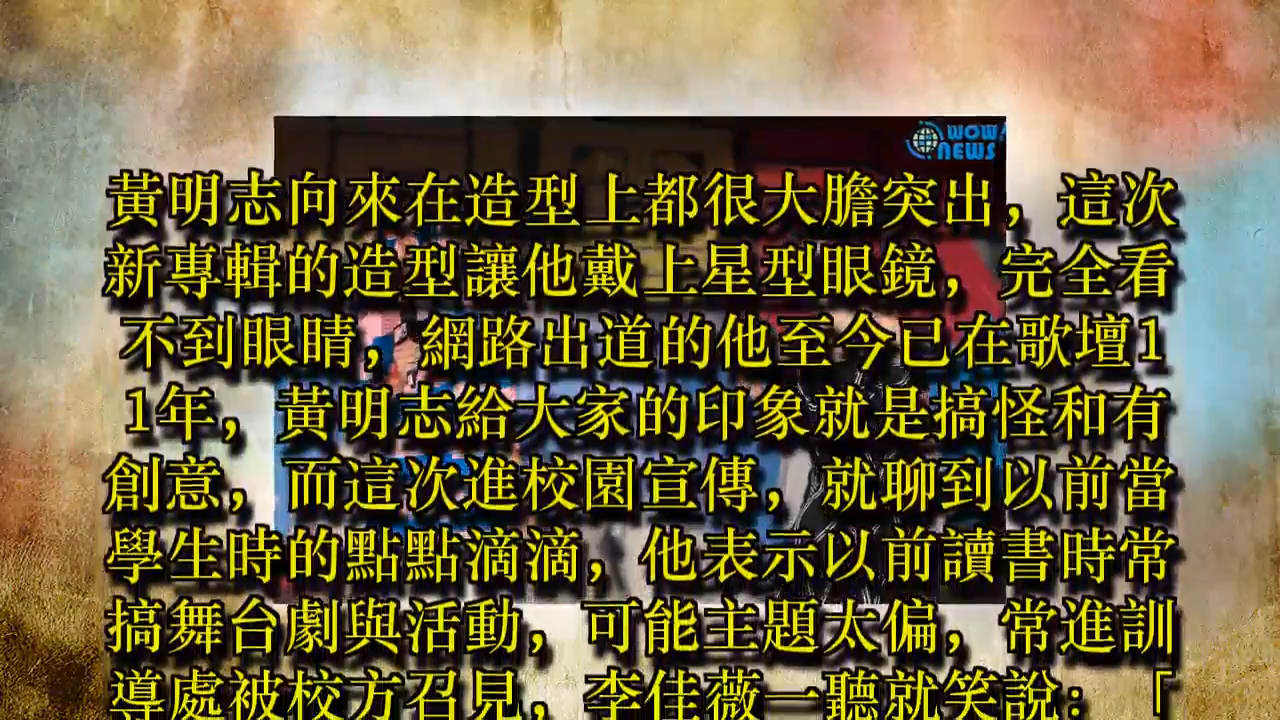 WOW!
NEWS
黃明志向來在造型上都很大膽突出，這次
新專輯的造型讓他戴上星型眼鏡，完全看
不到眼睛，網路出道的他至今已在歌壇1
1年，黃明志給大家的印象就是搞怪和有
創意，而這次進校園宣傳，就聊到以前當
學生時的點點滴滴，他表示以前讀書時常
搞舞台劇與活動，可能主題太偏，常進訓
導處被校方召見，李佳薇一聽就笑說：「